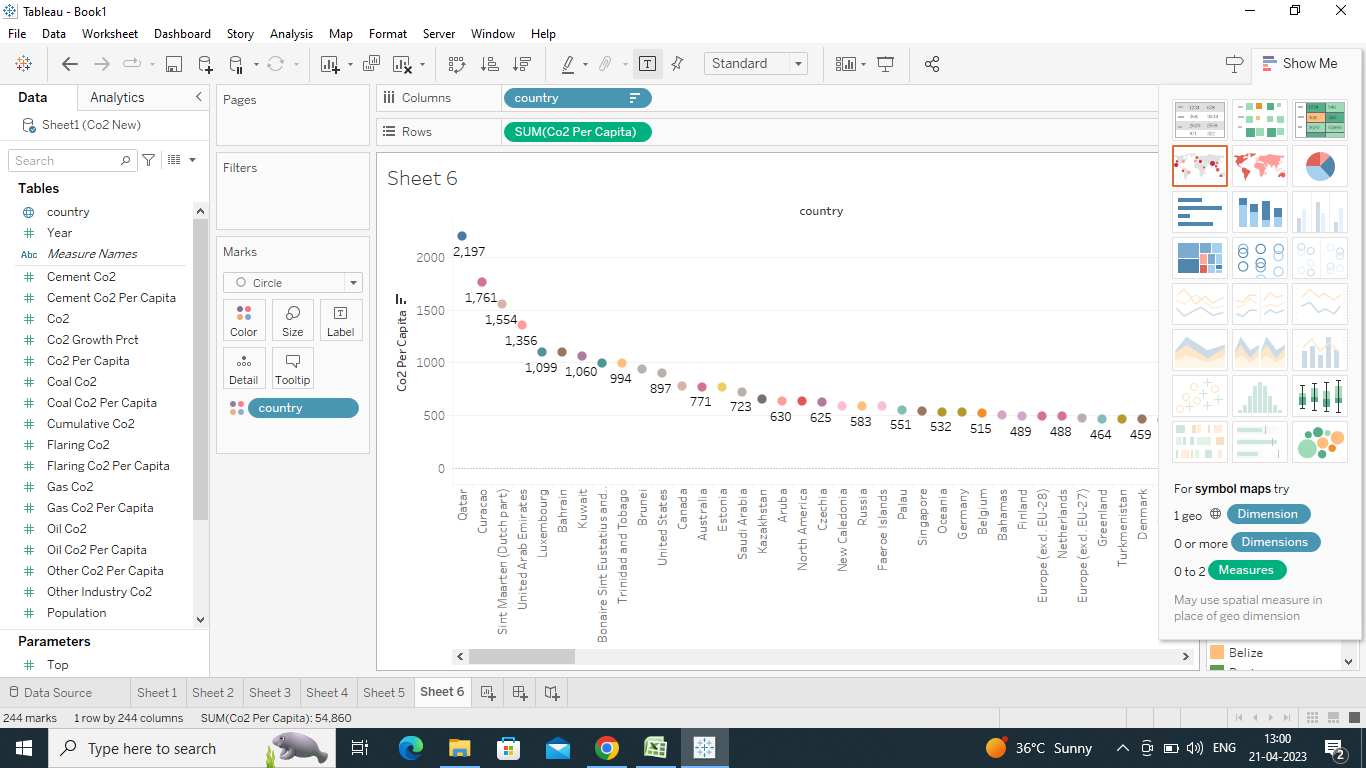 Tableau - Book1
File Data Worksheet Dashboard Story Analysis Map Format Server Window Help
Standard
Show Me
Data Analytics
Pages
Columns country
Sheet1 (Co2 New)
Rows SUM(Co2 Per Capita)
Search
Filters
Sheet 6
Tables
country
Year
Abc Measure Names
Cement Co2
Cement Co2 Per Capita
Co2
Co2 Growth Prct
Co2 Per Capita
Coal Co2
Coal Co2 Per Capita
Cumulative Co2
Flaring Co2
Flaring Co2 Per Capita
Gas Co2
Gas Co2 Per Capita
Oil Co2
Oil Co2 Per Capita
Other Co2 Per Capita
Other Industry Co2
Population
Parameters
Top
Marks
Circle
Color Size Label
Detail Tooltip
country
country
Co2 Per Capita
2000
1500
1000
500
0
2,197
1,761
1,554
1,356
1,099
1,060
994
897
771
723
630
625
583
551
532
515
489
488
464
459
Qatar
Curacao
Sint Maarten (Dutch part)
United Arab Emirates
Luxembourg
Bahrain
Kuwait
Bonaire Sint Eustatius and..
Trinidad and Tobago
Brunei
United States
Canada
Australia
Estonia
Saudi Arabia
Kazakhstan
Aruba
North America
Czechia
New Caledonia
Russia
Faeroe Islands
Palau
Singapore
Oceania
Germany
Belgium
Bahamas
Finland
Europe (excl. EU-28)
Netherlands
Europe (excl. EU-27)
Greenland
Turkmenistan
Denmark
For symbol maps try
1 geo Dimension
0 or more Dimensions
0 to 2 Measures
May use spatial measure in
place of geo dimension
Belize
Data Source Sheet 1 Sheet 2 Sheet 3 Sheet 4 Sheet 5 Sheet 6
244 marks 1 row by 244 columns SUM(Co2 Per Capita): 54,860
Type here to search
36°C Sunny
ENG
13:00
21-04-2023
2